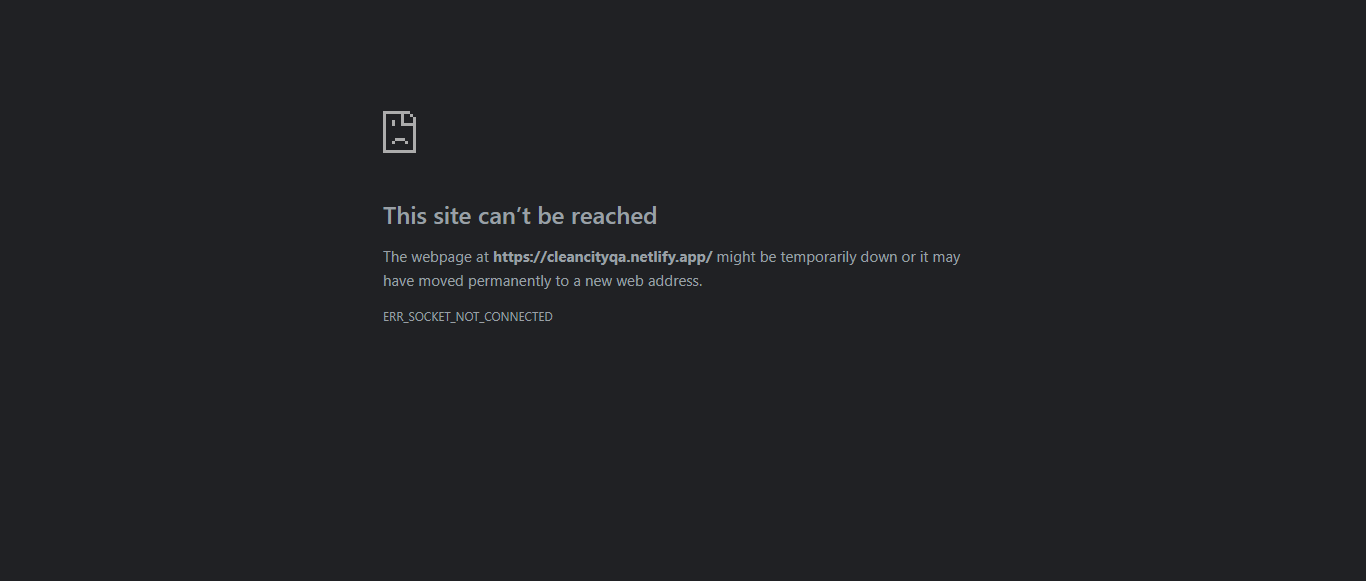 This site can’t be reached
The webpage at https://cleancityqa.netlify.app/ might be temporarily down or it may
have moved permanently to a new web address.
ERR_SOCKET_NOT_CONNECTED